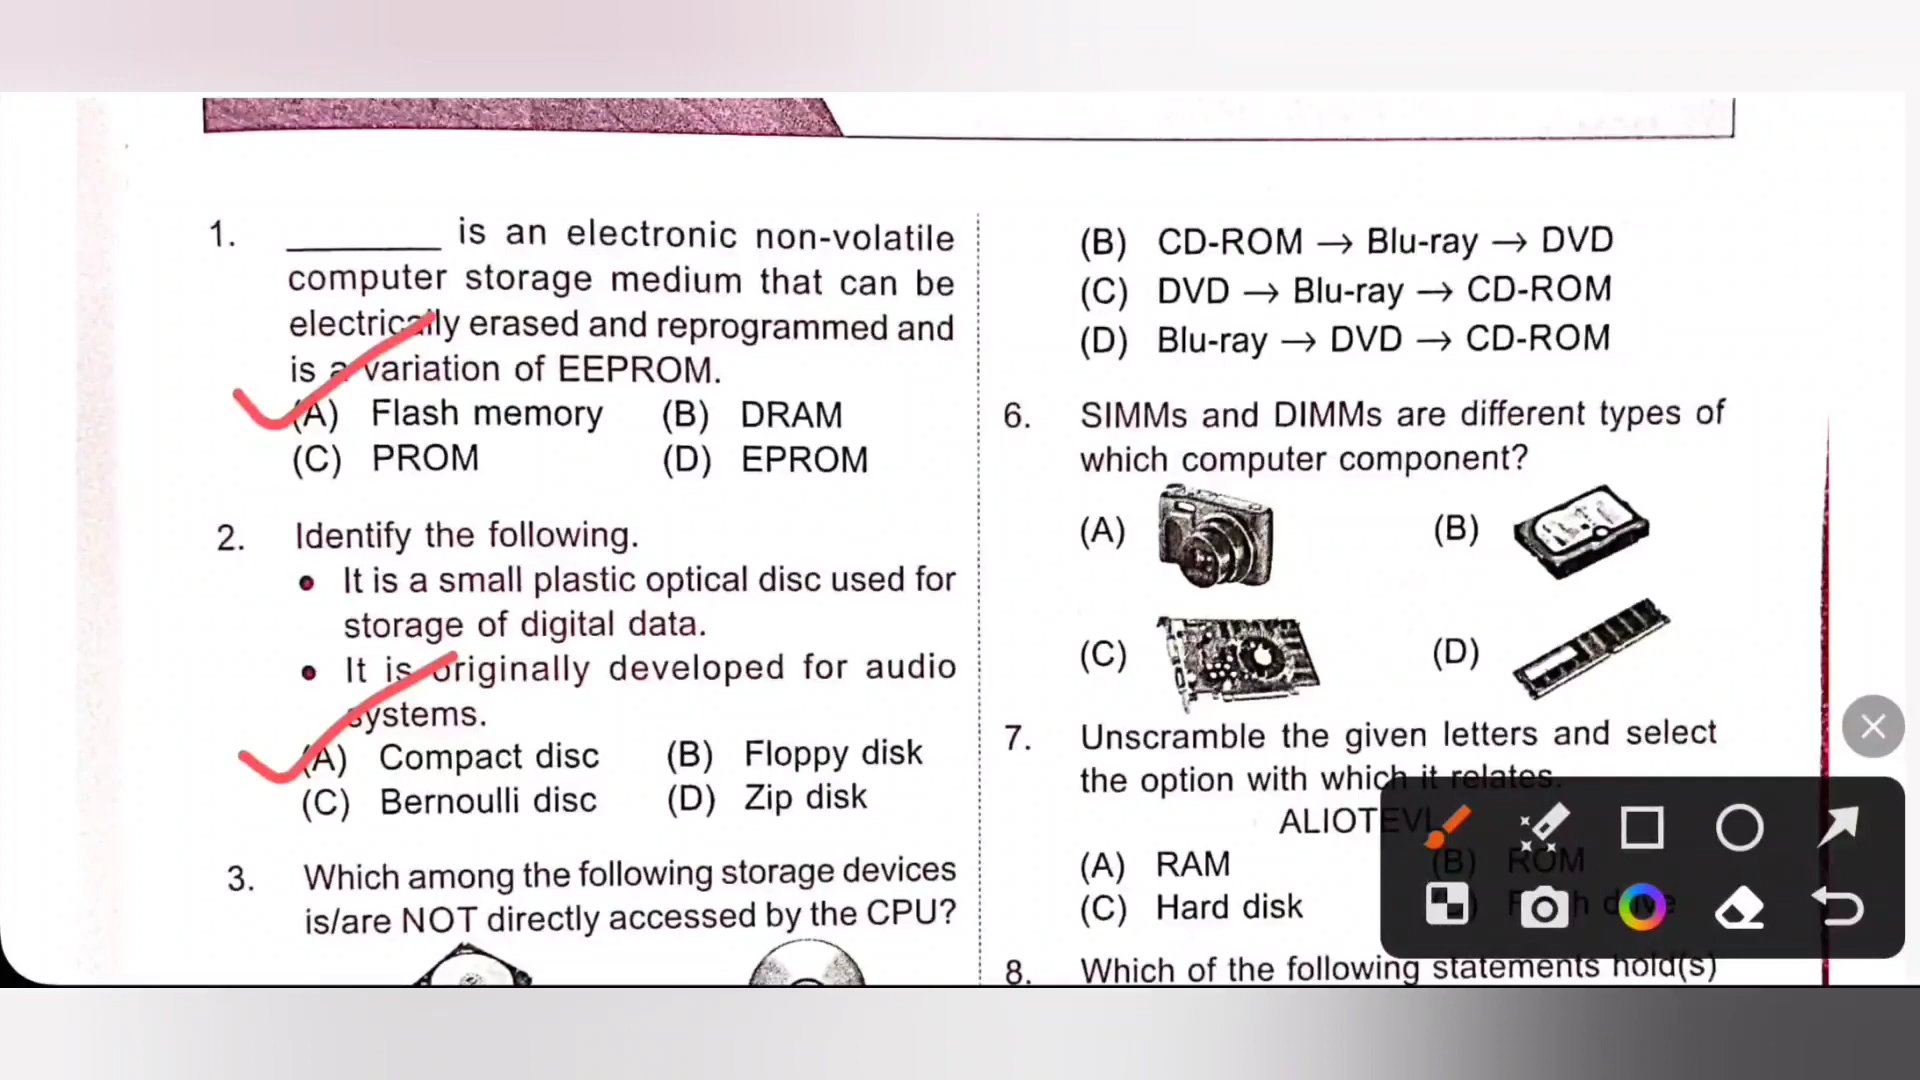 1. ________ is an electronic non-volatile
computer storage medium that can be
electrically erased and reprogrammed and
is a variation of EEPROM.
(A) Flash memory (B) DRAM
(C) PROM (D) EPROM
2. Identify the following.
• It is a small plastic optical disc used for
storage of digital data.
• It is originally developed for audio
systems.
(A) Compact disc (B) Floppy disk
(C) Bernoulli disc (D) Zip disk
3. Which among the following storage devices
is/are NOT directly accessed by the CPU?
(B) CD-ROM → Blu-ray → DVD
(C) DVD → Blu-ray → CD-ROM
(D) Blu-ray → DVD → CD-ROM
6. SIMMs and DIMMs are different types of
which computer component?
(A) (B)
(C) (D)
7. Unscramble the given letters and select
the option with which it relates.
ALIOTEVL
(A) RAM (B) ROM
(C) Hard disk
8. Which of the following statements hold(s)